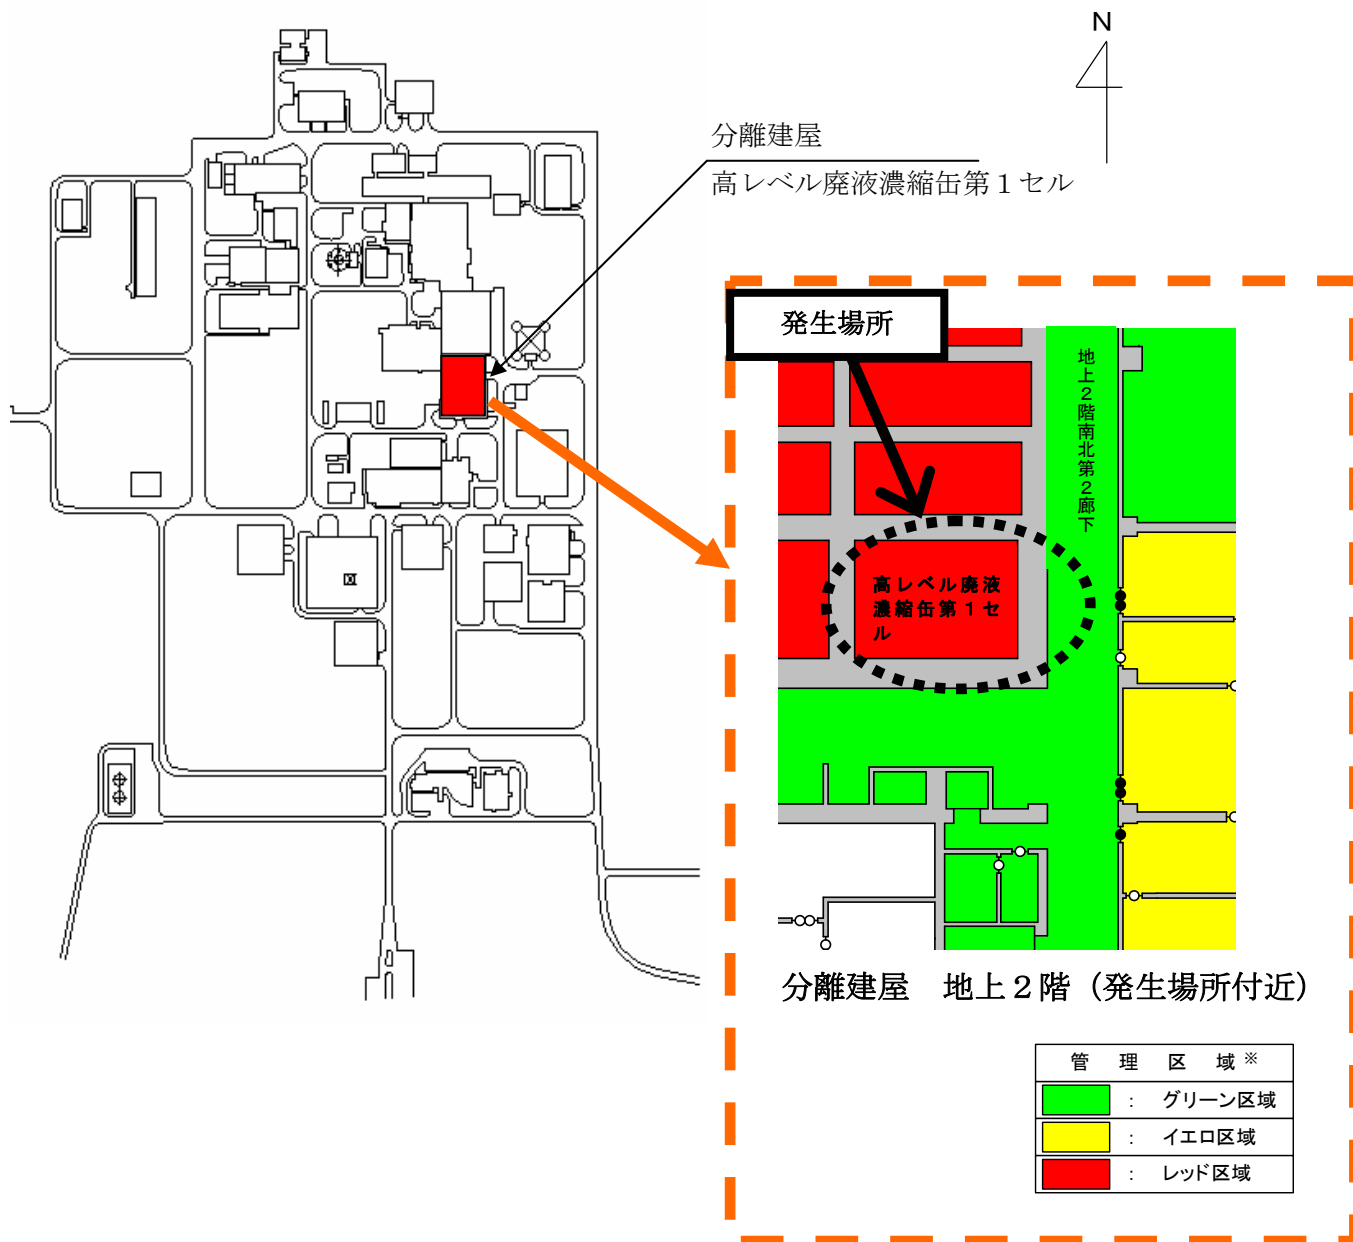 N
分離建屋
高レベル廃液濃縮缶第１セル
発生場所
地上２階南北第２廊下
高レベル廃液
濃縮缶第１セ
ル
分離建屋　地上２階（発生場所付近）
管　理　区　域※
： グリーン区域
： イエロ区域
： レッド区域